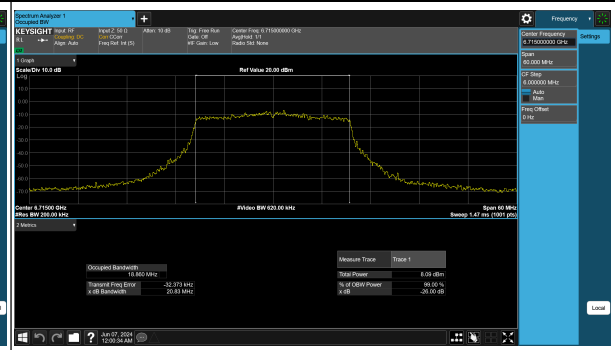 Spectrum Analyzer 1
Occupied BW
+
Frequency
KEYSIGHT
Input: RF
Coupling: DC
Align: Auto
Input Z: 50 Ω
Corr CCorr
Freq Ref: Int (S)
Atten: 10 dB
Trig: Free Run
Gate: Off
#IF Gain: Low
Center Freq: 6.715000000 GHz
Avg|Hold: 1/1
Radio Std: None
R L
Center Frequency
6.715000000 GHz
Settings
Span
60.000 MHz
CF Step
6.000000 MHz
Auto
Man
Freq Offset
0 Hz
1 Graph
Scale/Div 10.0 dB
Ref Value 20.00 dBm
Log
10.0
0.00
-10.0
-20.0
-30.0
-40.0
-50.0
-60.0
-70.0
Center 6.71500 GHz
#Video BW 620.00 kHz
Span 60 MHz
#Res BW 200.00 kHz
Sweep 1.47 ms (1001 pts)
2 Metrics
Measure Trace
Trace 1
Occupied Bandwidth
18.860 MHz
Total Power
8.09 dBm
Transmit Freq Error
-32.373 kHz
% of OBW Power
99.00 %
x dB Bandwidth
20.83 MHz
x dB
-26.00 dB
Local
?
Jun 07, 2024
12:00:34 AM